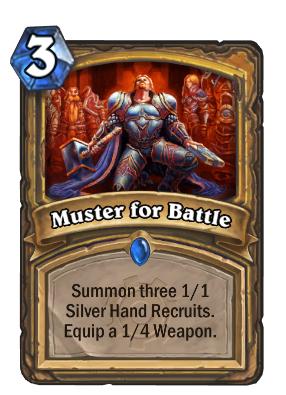 3
Muster for Battle
Summon three 1/1
Silver Hand Recruits.
Equip a 1/4 Weapon.